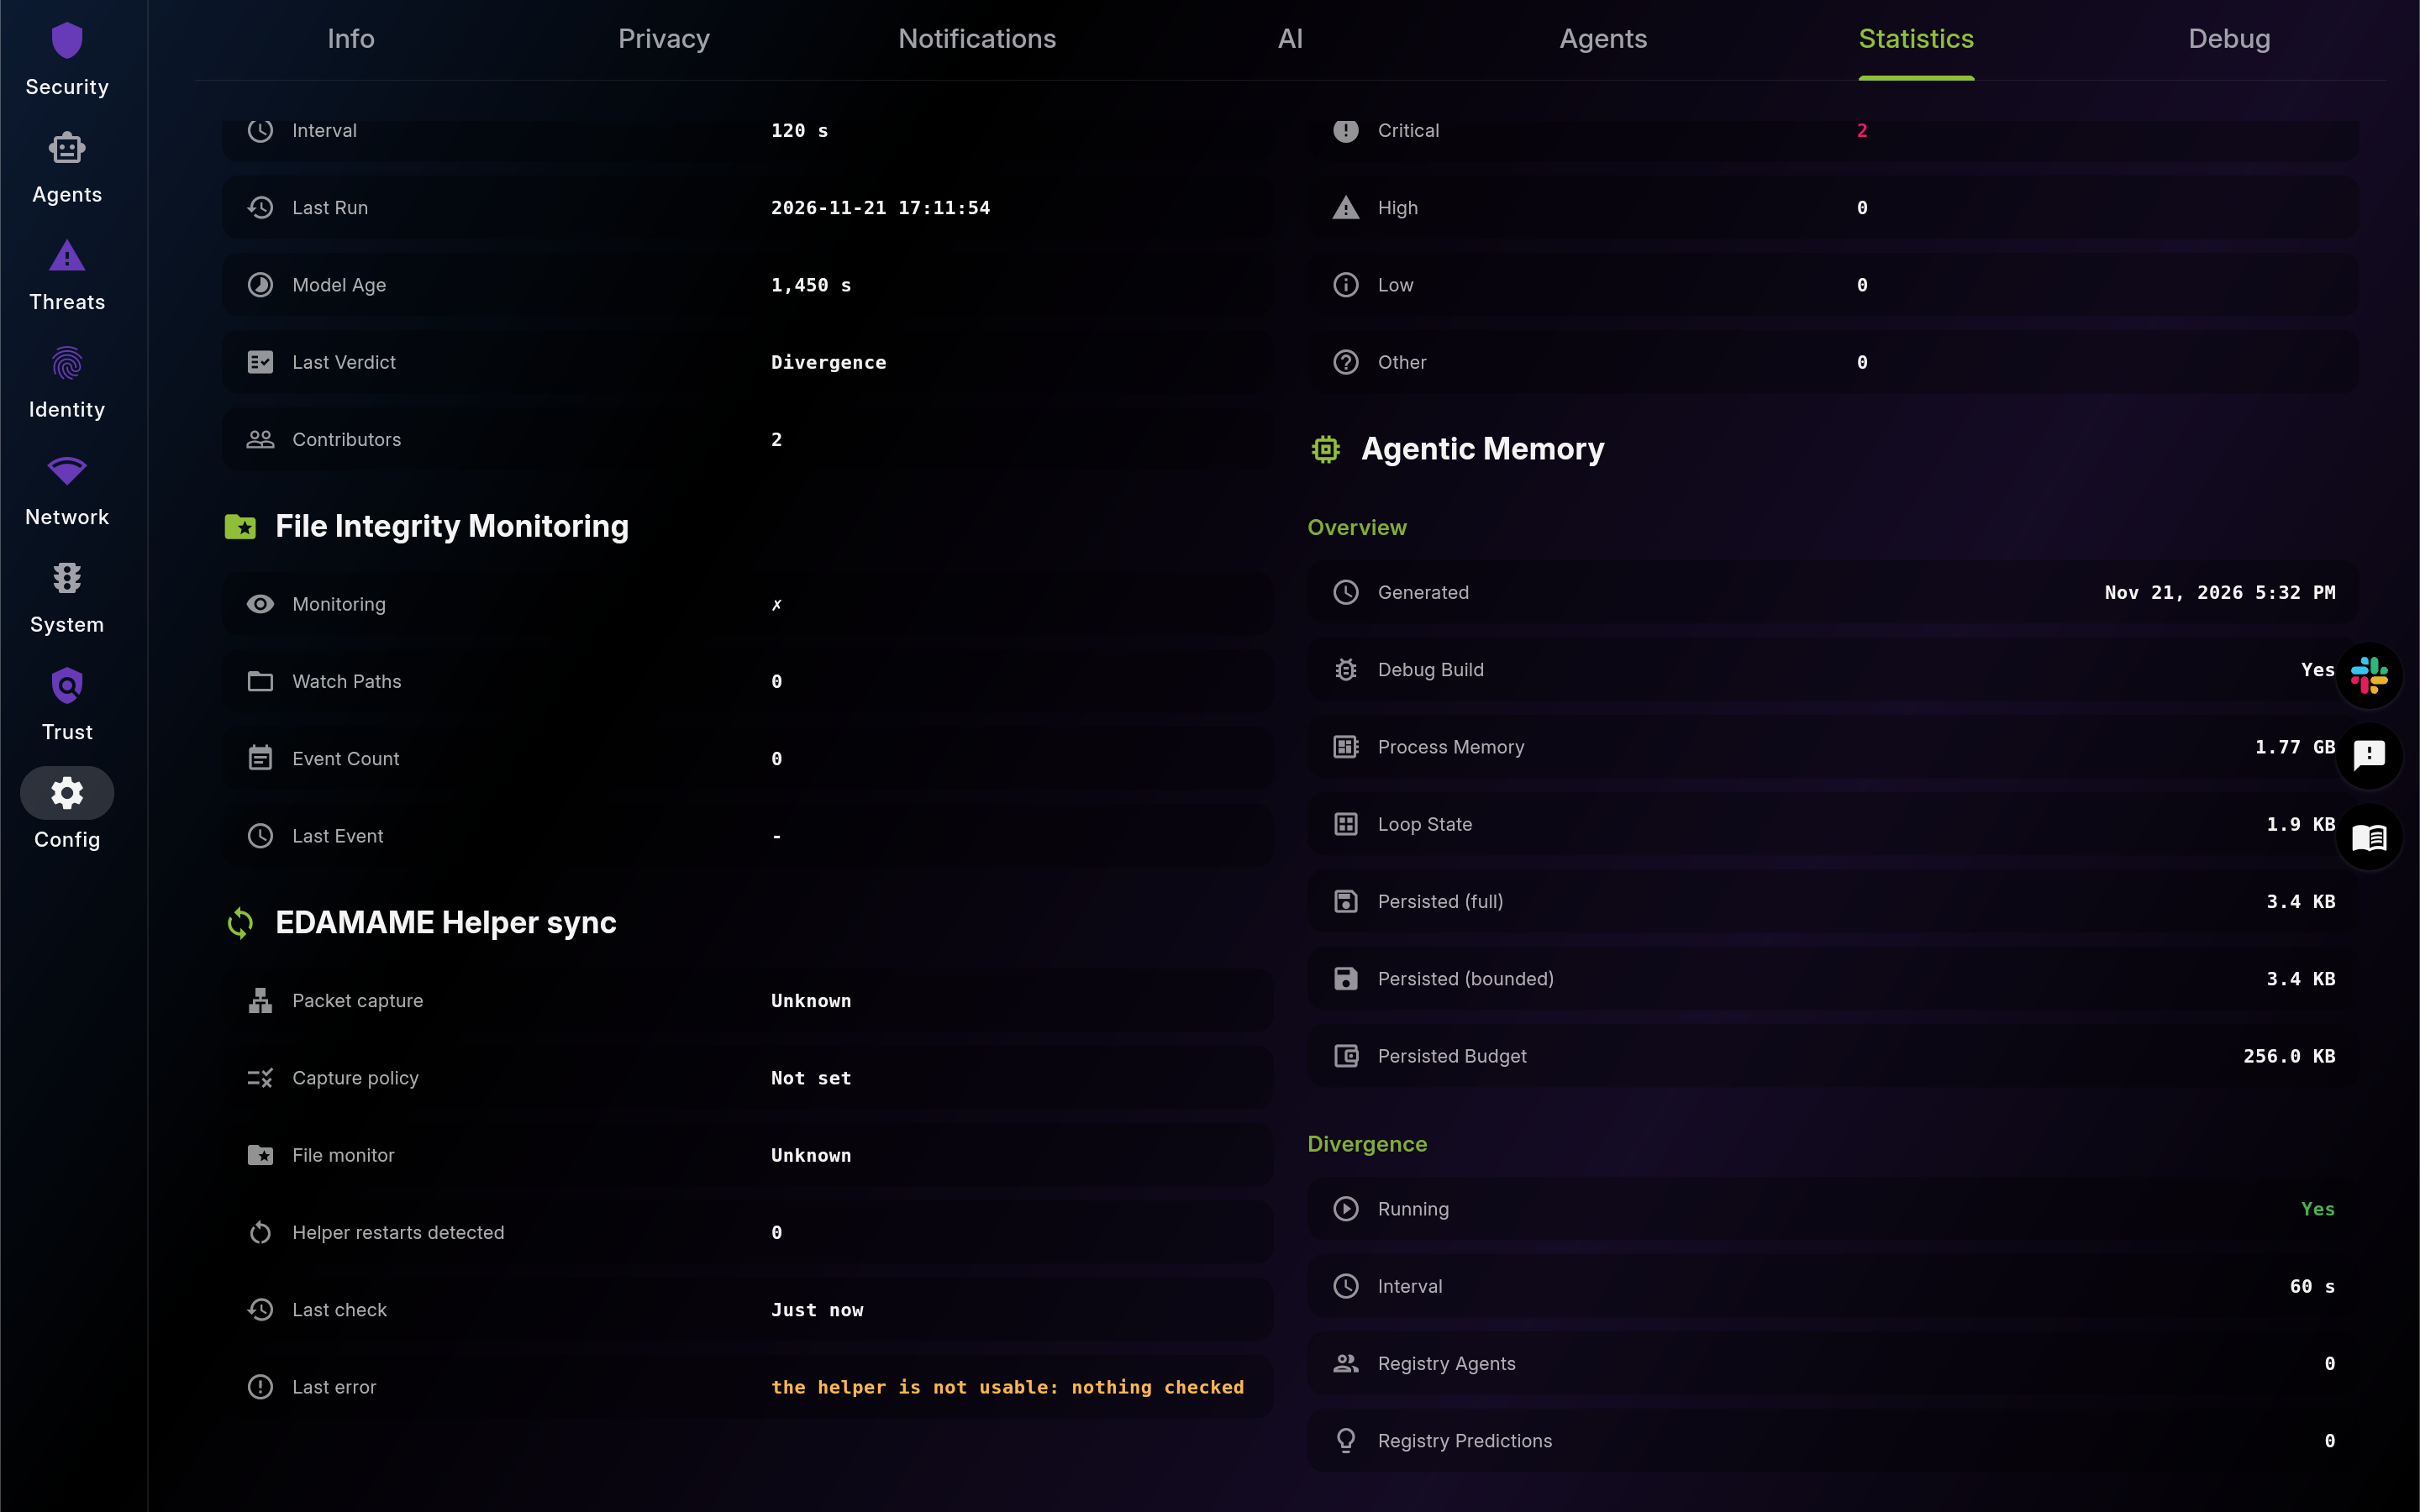 Info
Privacy
Notifications
AI
Agents
Statistics
Debug
Security
Agents
Threats
Identity
Network
System
Trust
Config
Interval 120 s
Last Run 2026-11-21 17:11:54
Model Age 1,450 s
Last Verdict Divergence
Contributors 2
File Integrity Monitoring
Monitoring ✗
Watch Paths 0
Event Count 0
Last Event -
EDAMAME Helper sync
Packet capture Unknown
Capture policy Not set
File monitor Unknown
Helper restarts detected 0
Last check Just now
Last error the helper is not usable: nothing checked
Critical 2
High 0
Low 0
Other 0
Agentic Memory
Overview
Generated Nov 21, 2026 5:32 PM
Debug Build Yes
Process Memory 1.77 GB
Loop State 1.9 KB
Persisted (full) 3.4 KB
Persisted (bounded) 3.4 KB
Persisted Budget 256.0 KB
Divergence
Running Yes
Interval 60 s
Registry Agents 0
Registry Predictions 0